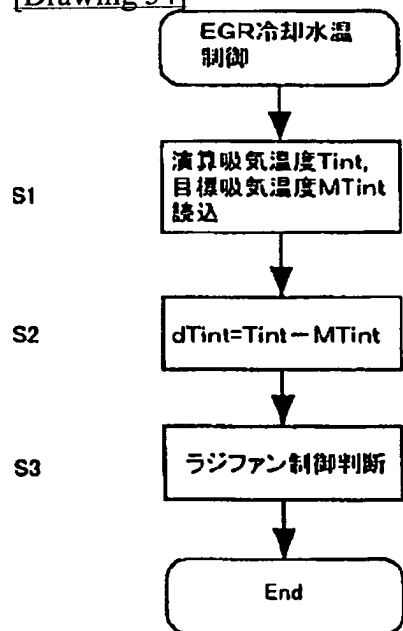 [Drawing 34]
EGR冷却水温
制御
S1
演算吸気温度Tint,
目標吸気温度MTint
読込
S2
dTint=Tint−MTint
S3
ラジファン制御判断
End